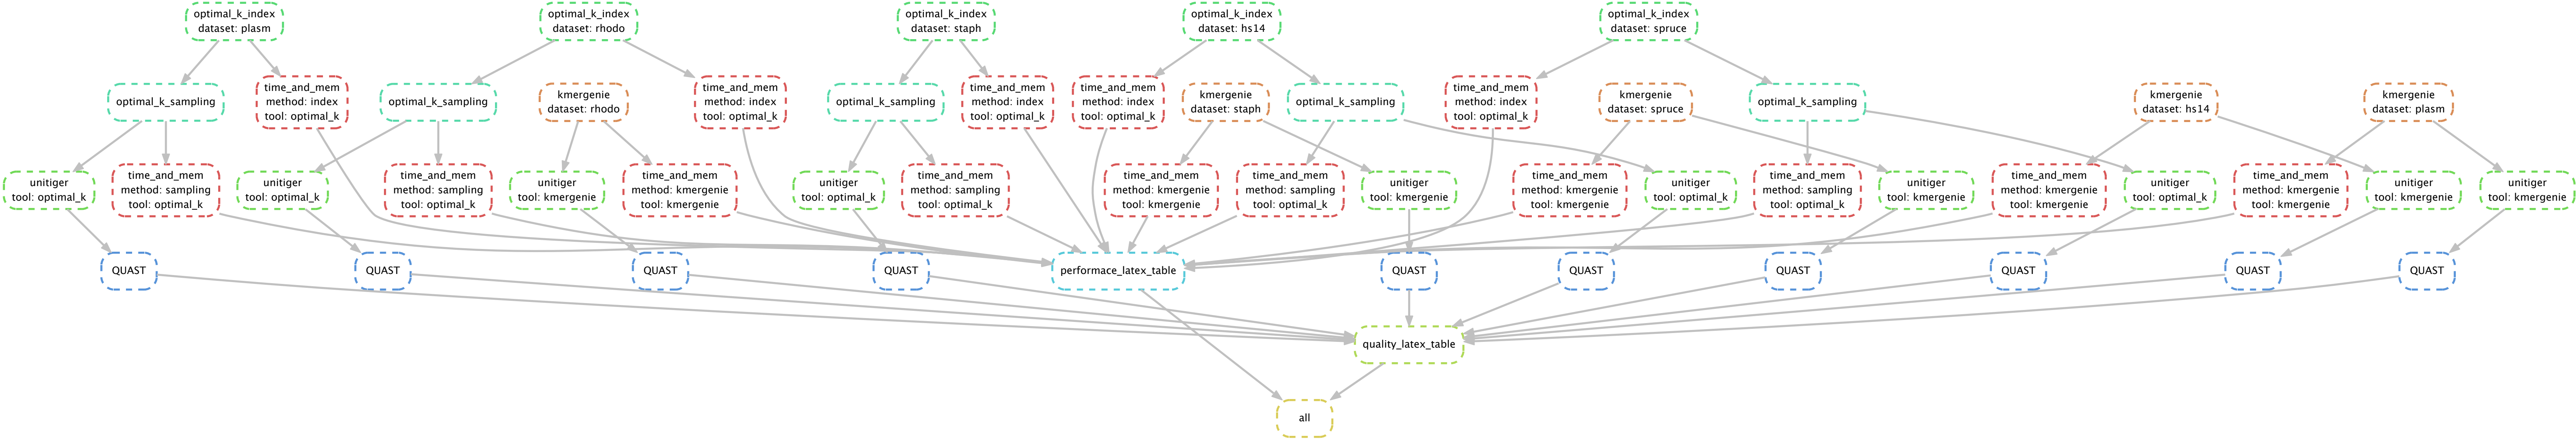 optimal_k_index
dataset: plasm
optimal_k_index
dataset: rhodo
optimal_k_index
dataset: staph
optimal_k_index
dataset: hs14
optimal_k_index
dataset: spruce
optimal_k_sampling
time_and_mem
method: index
tool: optimal_k
optimal_k_sampling
kmergenie
dataset: rhodo
time_and_mem
method: index
tool: optimal_k
optimal_k_sampling
time_and_mem
method: index
tool: optimal_k
time_and_mem
method: index
tool: optimal_k
kmergenie
dataset: staph
optimal_k_sampling
time_and_mem
method: index
tool: optimal_k
kmergenie
dataset: spruce
optimal_k_sampling
kmergenie
dataset: hs14
kmergenie
dataset: plasm
unitiger
tool: optimal_k
time_and_mem
method: sampling
tool: optimal_k
unitiger
tool: optimal_k
time_and_mem
method: sampling
tool: optimal_k
unitiger
tool: kmergenie
time_and_mem
method: kmergenie
tool: kmergenie
unitiger
tool: optimal_k
time_and_mem
method: sampling
tool: optimal_k
time_and_mem
method: kmergenie
tool: kmergenie
time_and_mem
method: sampling
tool: optimal_k
unitiger
tool: kmergenie
time_and_mem
method: kmergenie
tool: kmergenie
unitiger
tool: optimal_k
time_and_mem
method: sampling
tool: optimal_k
unitiger
tool: kmergenie
time_and_mem
method: kmergenie
tool: kmergenie
unitiger
tool: optimal_k
time_and_mem
method: kmergenie
tool: kmergenie
unitiger
tool: kmergenie
unitiger
tool: kmergenie
QUAST
QUAST
QUAST
QUAST
performace_latex_table
QUAST
QUAST
QUAST
QUAST
QUAST
QUAST
quality_latex_table
all